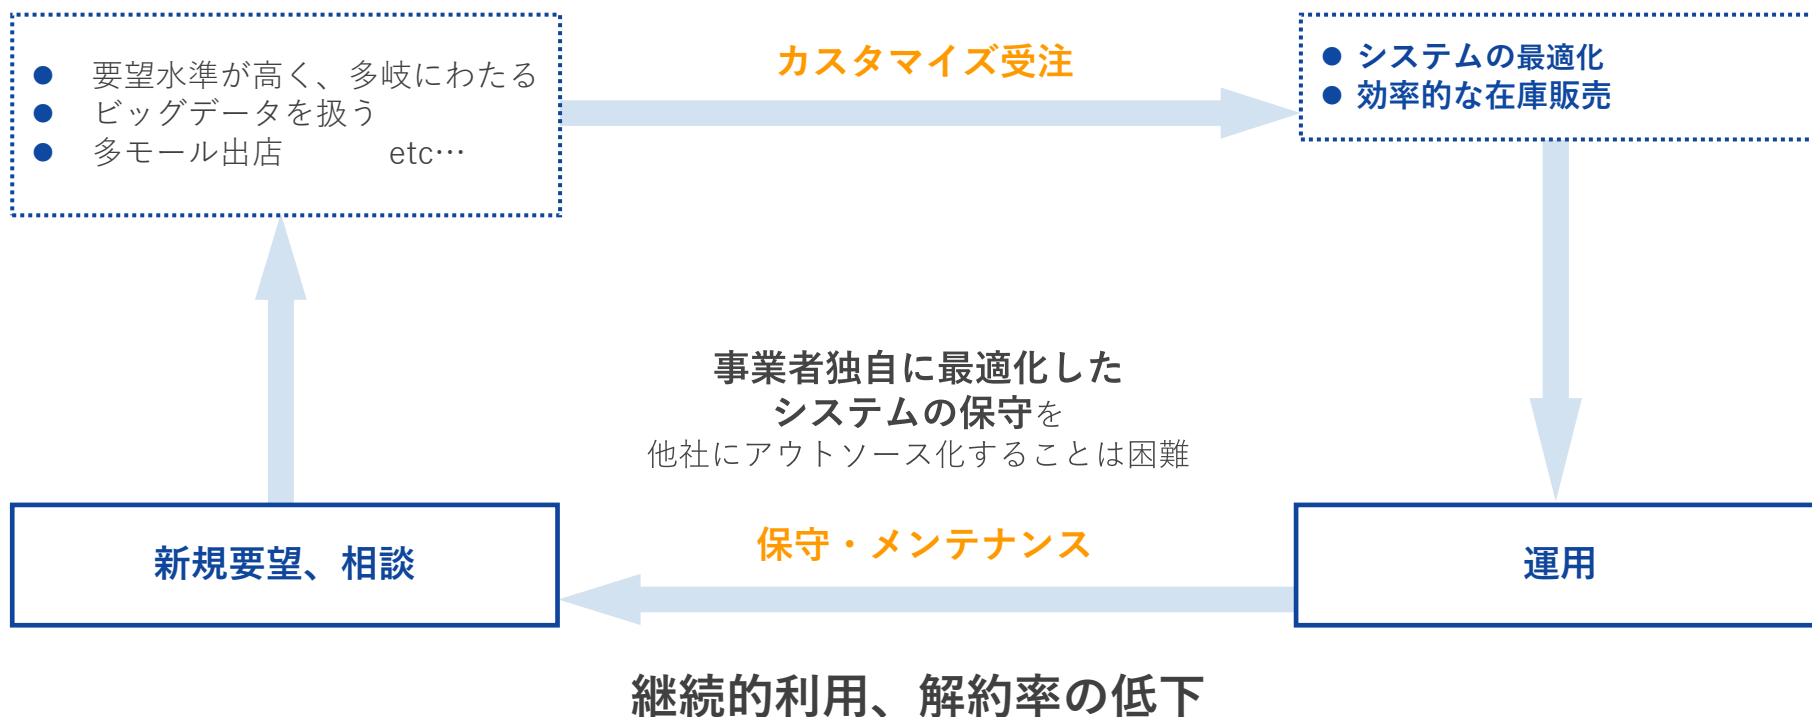 ● 要望水準が高く、多岐にわたる
● ビッグデータを扱う
● 多モール出店 etc…
カスタマイズ受注
● システムの最適化
● 効率的な在庫販売
事業者独自に最適化した
システムの保守を
他社にアウトソース化することは困難
新規要望、相談
保守・メンテナンス
運用
継続的利用、解約率の低下